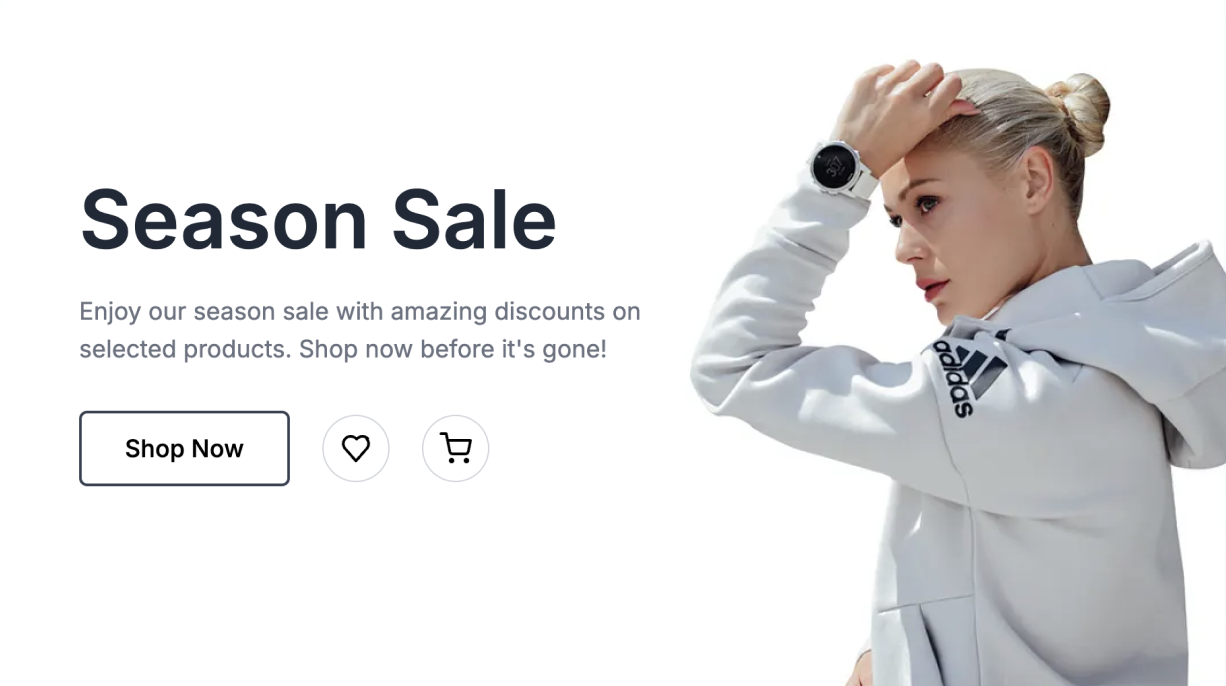 Season Sale
Enjoy our season sale with amazing discounts on
selected products. Shop now before it's gone!
Shop Now
adidas